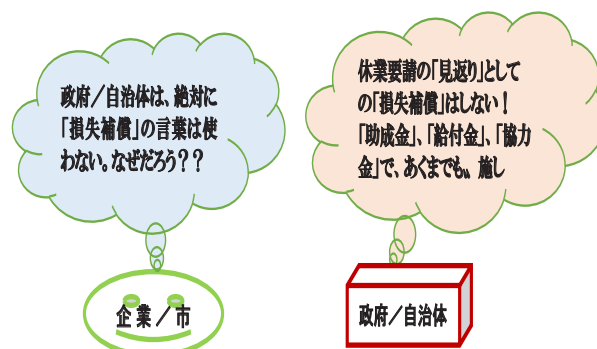 政府／自治体は、絶対に
「損失補償」の言葉は使
わない。なぜだろう？？
休業要請の「見返り」として
の「損失補償」はしない！
「助成金」、「給付金」、「協力
金」で、あくまでも〟施し
企業／市
政府／自治体